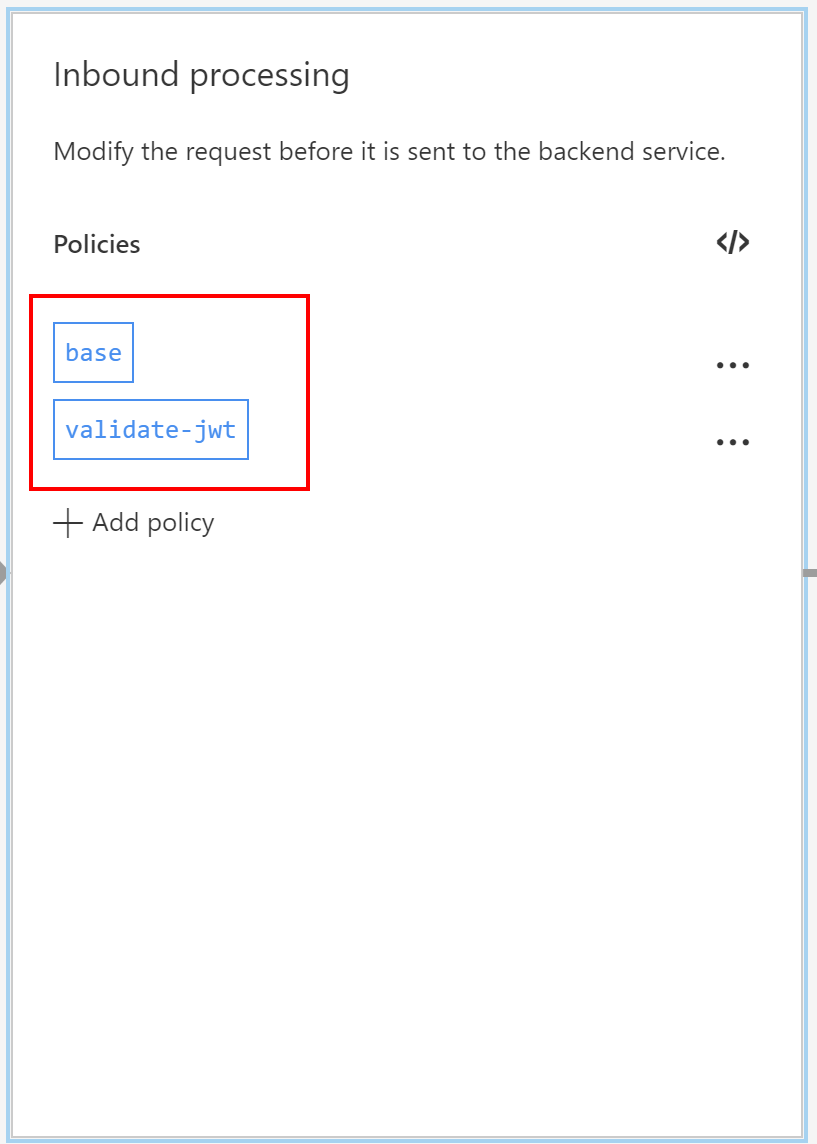 Inbound processing
Modify the request before it is sent to the backend service.
Policies </>
base ...
validate-jwt ...
+ Add policy